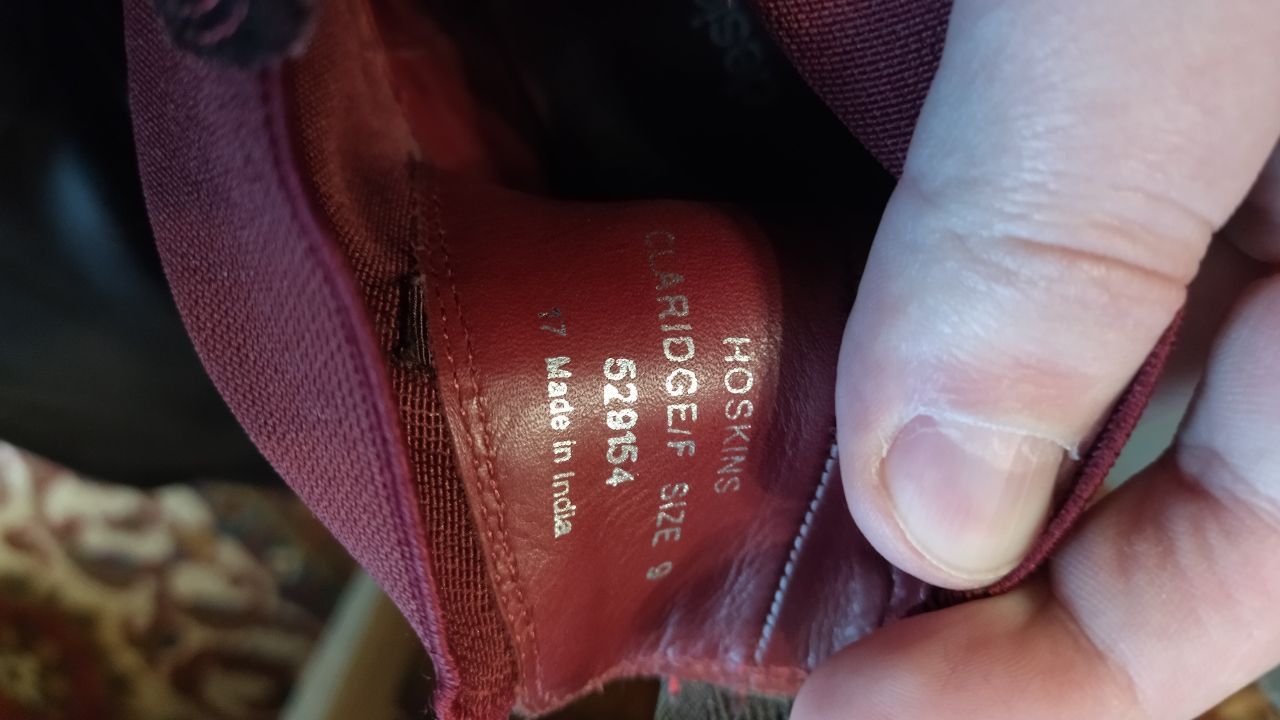 HOSKINS
CLARIDGE/F SIZE 9
529154
17 Made in India